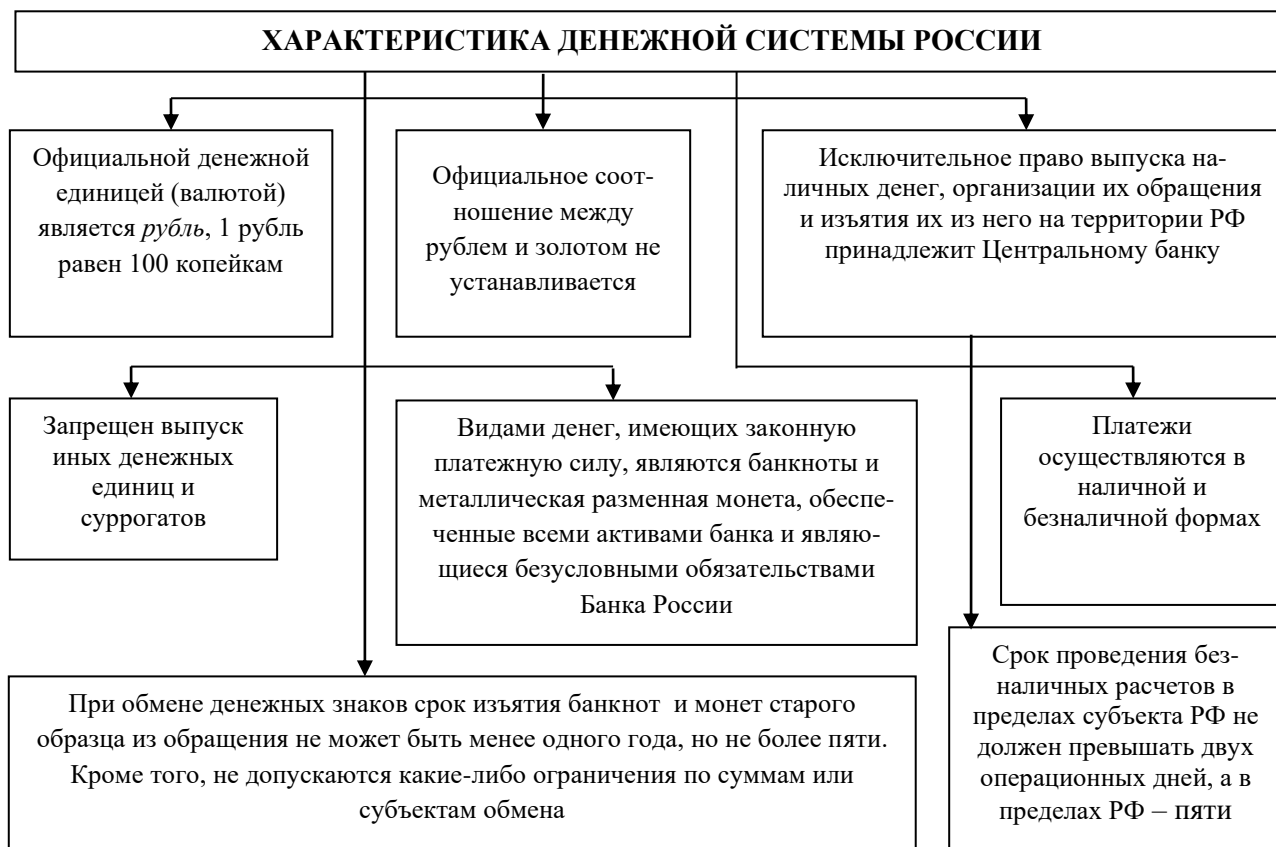 ХАРАКТЕРИСТИКА ДЕНЕЖНОЙ СИСТЕМЫ РОССИИ
Официальной денежной
единицей (валютой)
является рубль, 1 рубль
равен 100 копейкам
Официальное соот-
ношение между
рублем и золотом не
устанавливается
Исключительное право выпуска на-
личных денег, организации их обращения
и изъятия их из него на территории РФ
принадлежит Центральному банку
Запрещен выпуск
иных денежных
единиц и
суррогатов
Видами денег, имеющих законную
платежную силу, являются банкноты и
металлическая разменная монета, обеспе-
ченные всеми активами банка и являю-
щиеся безусловными обязательствами
Банка России
Платежи
осуществляются в
наличной и
безналичной формах
При обмене денежных знаков срок изъятия банкнот и монет старого
образца из обращения не может быть менее одного года, но не более пяти.
Кроме того, не допускаются какие-либо ограничения по суммам или
субъектам обмена
Срок проведения без-
наличных расчетов в
пределах субъекта РФ не
должен превышать двух
операционных дней, а в
пределах РФ – пяти